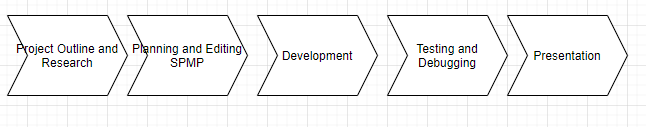 Project Outline and
Research
Planning and Editing
SPMP
Development
Testing and
Debugging
Presentation